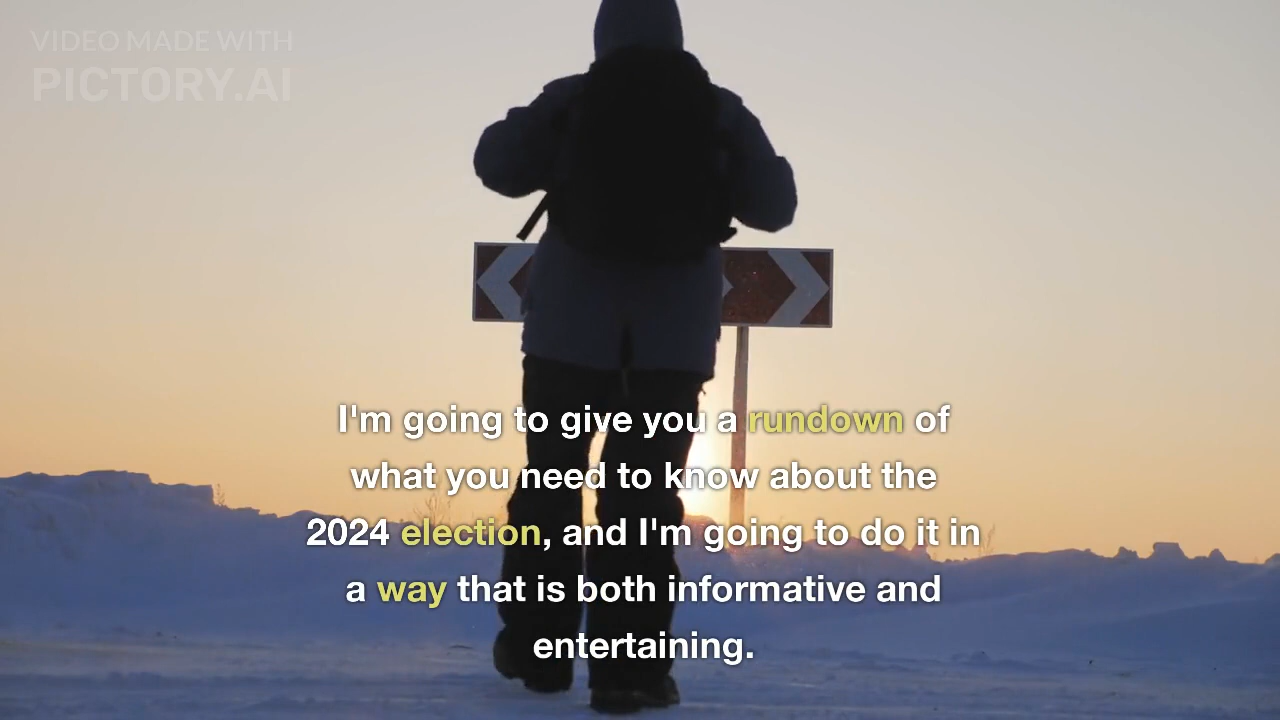 VIDEO MADE WITH
PICTORY.AI
I'm going to give you a rundown of
what you need to know about the
2024 election, and I'm going to do it in
a way that is both informative and
entertaining.